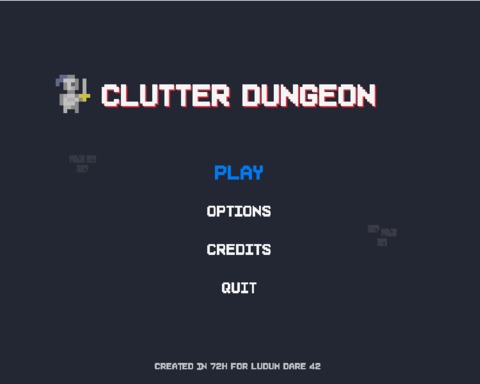 CLUTTER DUNGEON
PLAY
OPTIONS
CREDITS
QUIT
CREATED IN 72H FOR LUDUM DARE 42